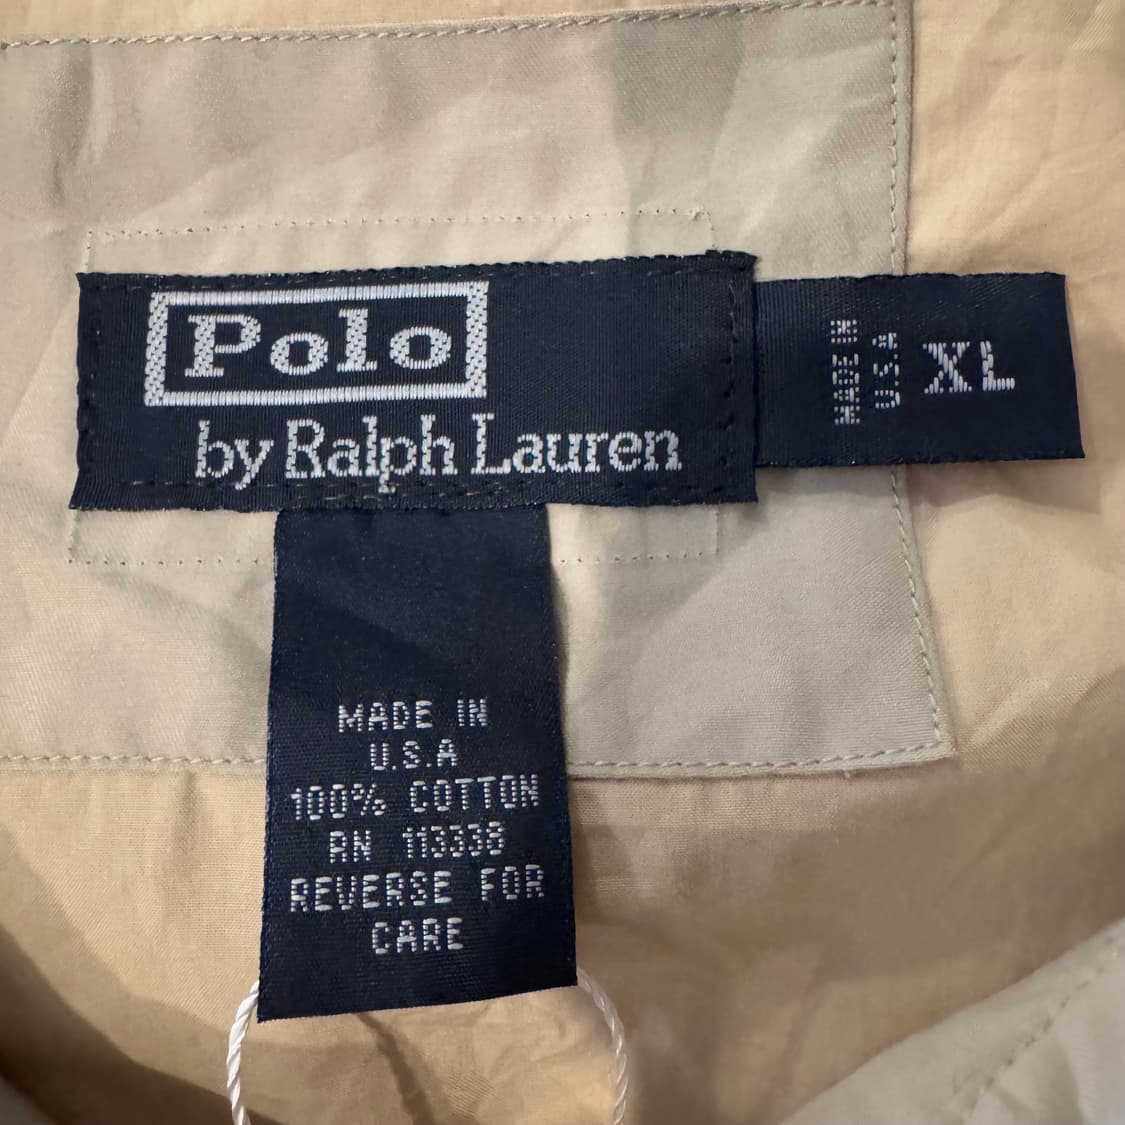 Polo
by Ralph Lauren
MADE IN
U.S.A
XL
MADE IN
U.S.A
100% COTTON
RN 113338
REVERSE FOR
CARE